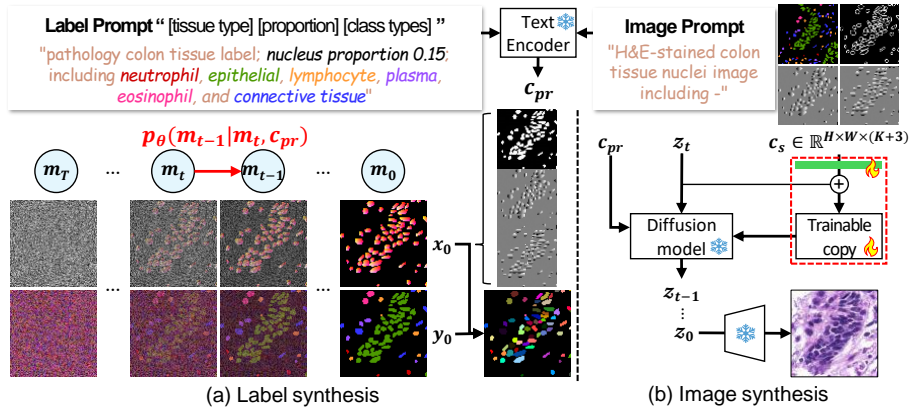 Label Prompt “ [tissue type] [proportion] [class types] ”
"pathology colon tissue label; nucleus proportion 0.15;
including neutrophil, epithelial, lymphocyte, plasma,
eosinophil, and connective tissue"
Text
Encoder
c_pr
Image Prompt
"H&E-stained colon
tissue nuclei image
including -"
p_θ(m_{t-1}|m_t, c_pr)
m_T ... m_t m_{t-1} ... m_0
... ...
x_0
y_0
(a) Label synthesis
c_pr z_t c_s ∈ ℝ^{H×W×(K+3)}
+
Diffusion
model
Trainable
copy
z_{t-1}
⋮
z_0
(b) Image synthesis